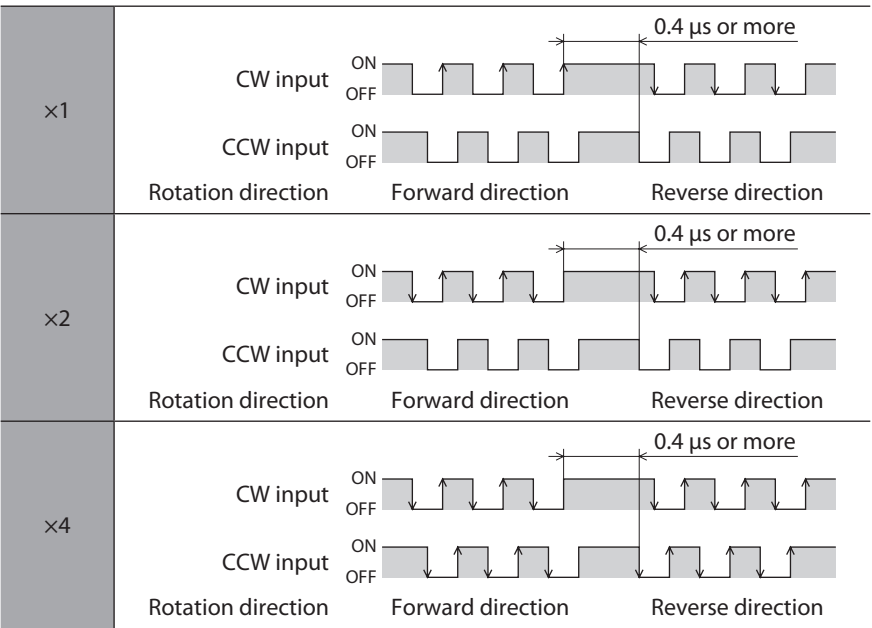 0.4 µs or more
ON
CW input
OFF
×1
ON
CCW input
OFF
Rotation direction Forward direction Reverse direction
0.4 µs or more
ON
CW input
OFF
×2
ON
CCW input
OFF
Rotation direction Forward direction Reverse direction
0.4 µs or more
ON
CW input
OFF
×4
ON
CCW input
OFF
Rotation direction Forward direction Reverse direction